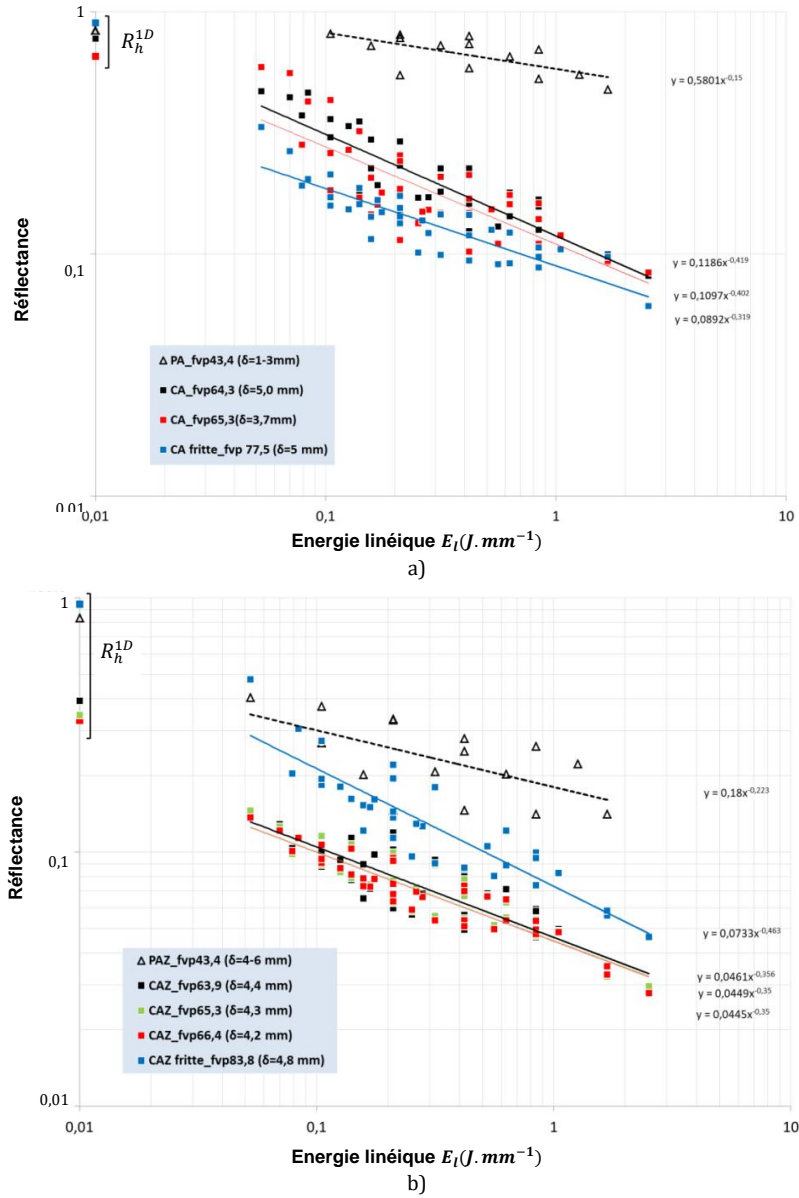 1
R_h^{1D}
y = 0,5801x^{-0,15}
Réflectance
0,1
y = 0,1186x^{-0,419}
y = 0,1097x^{-0,402}
y = 0,0892x^{-0,319}
PA_fvp43,4 (δ=1-3mm)
CA_fvp64,3 (δ=5,0 mm)
CA_fvp65,3(δ=3,7mm)
CA fritte_fvp 77,5 (δ=5 mm)
0.01
0,01 0,1 1 10
Energie linéique E_l(J.mm^{-1})
a)
1
R_h^{1D}
y = 0,18x^{-0,223}
Réflectance
0,1
y = 0,0733x^{-0,463}
y = 0,0461x^{-0,356}
y = 0,0449x^{-0,35}
y = 0,0445x^{-0,35}
PAZ_fvp43,4 (δ=4-6 mm)
CAZ_fvp63,9 (δ=4,4 mm)
CAZ_fvp65,3 (δ=4,3 mm)
CAZ_fvp66,4 (δ=4,2 mm)
CAZ fritte_fvp83,8 (δ=4,8 mm)
0,01
0,01 0,1 1 10
Energie linéique E_l(J.mm^{-1})
b)